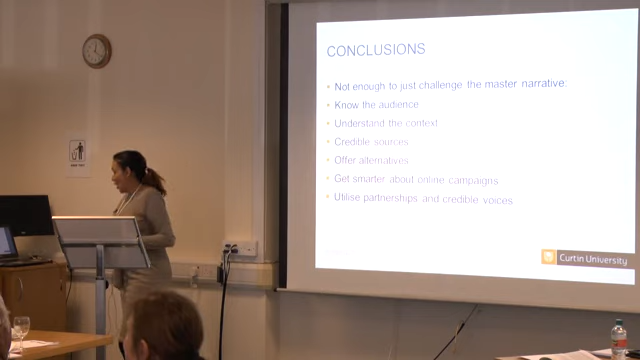 CONCLUSIONS
Not enough to just challenge the master narrative.
Know the audience
Understand the context
Credible sources
Offer alternatives
Get smarter about online campaigns
Utilise partnerships and credible voices
Curtin University